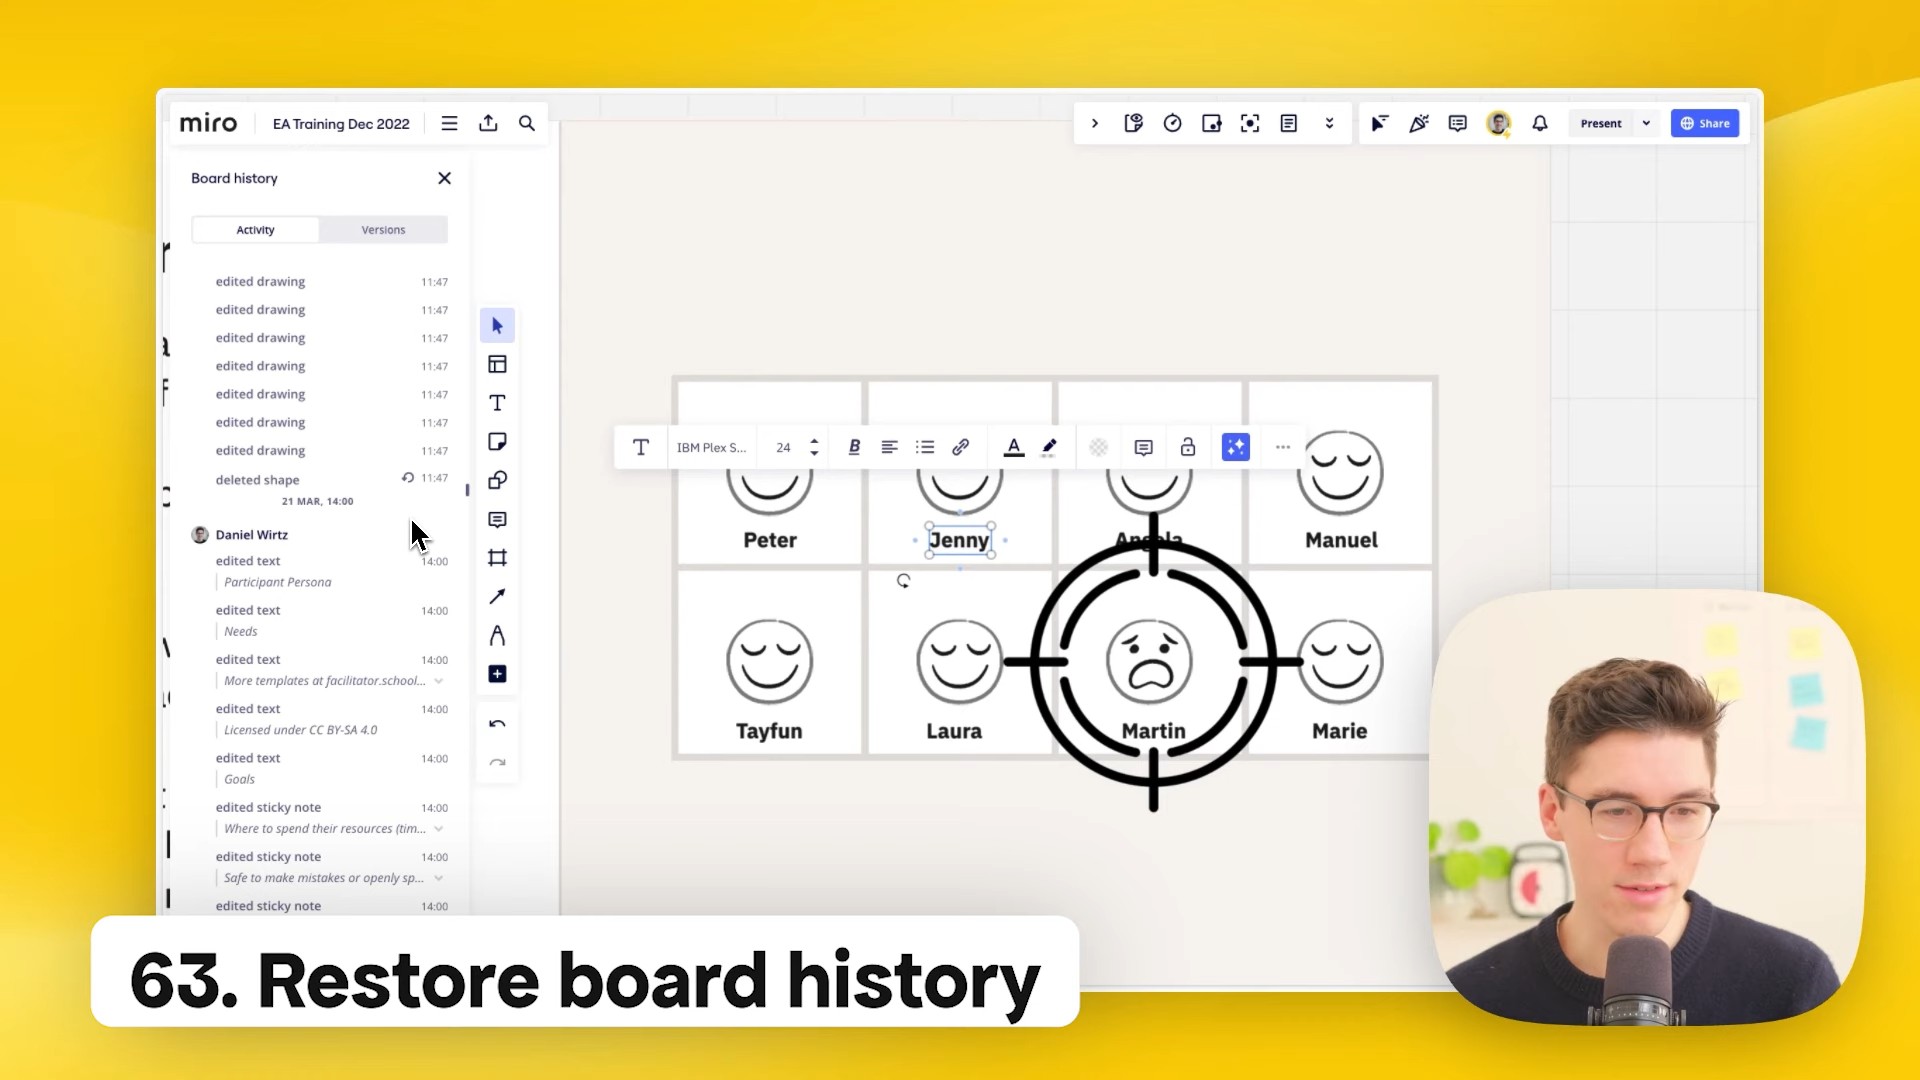 miro
EA Training Dec 2022
Present
Share
Board history
Activity
Versions
edited drawing 11:47
edited drawing 11:47
edited drawing 11:47
edited drawing 11:47
edited drawing 11:47
edited drawing 11:47
edited drawing 11:47
deleted shape 11:47
21 MAR, 14:00
Daniel Wirtz
edited text 14:00
Participant Persona
edited text 14:00
Needs
edited text 14:00
More templates at facilitator.school...
edited text 14:00
Licensed under CC BY-SA 4.0
edited text 14:00
Goals
edited sticky note 14:00
Where to spend their resources (tim...
edited sticky note 14:00
Safe to make mistakes or openly sp...
edited sticky note 14:00
IBM Plex S... 24
Peter
Jenny
Angela
Manuel
Tayfun
Laura
Martin
Marie
63. Restore board history